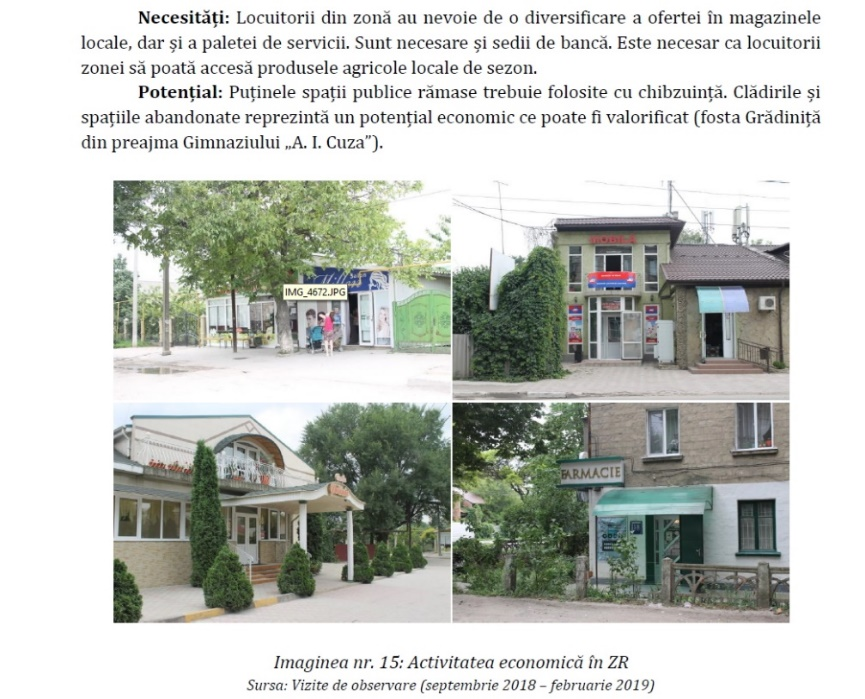 Necesități: Locuitorii din zonă au nevoie de o diversificare a ofertei în magazinele
locale, dar și a paletei de servicii. Sunt necesare și sedii de bancă. Este necesar ca locuitorii
zonei să poată accesă produsele agricole locale de sezon.
Potențial: Puținele spații publice rămase trebuie folosite cu chibzuință. Clădirile și
spațiile abandonate reprezintă un potențial economic ce poate fi valorificat (fosta Grădiniță
din preajma Gimnaziului „A. I. Cuza”).
IMG_4672.JPG
FARMACIE
Imaginea nr. 15: Activitatea economică în ZR
Sursa: Vizite de observare (septembrie 2018 – februarie 2019)